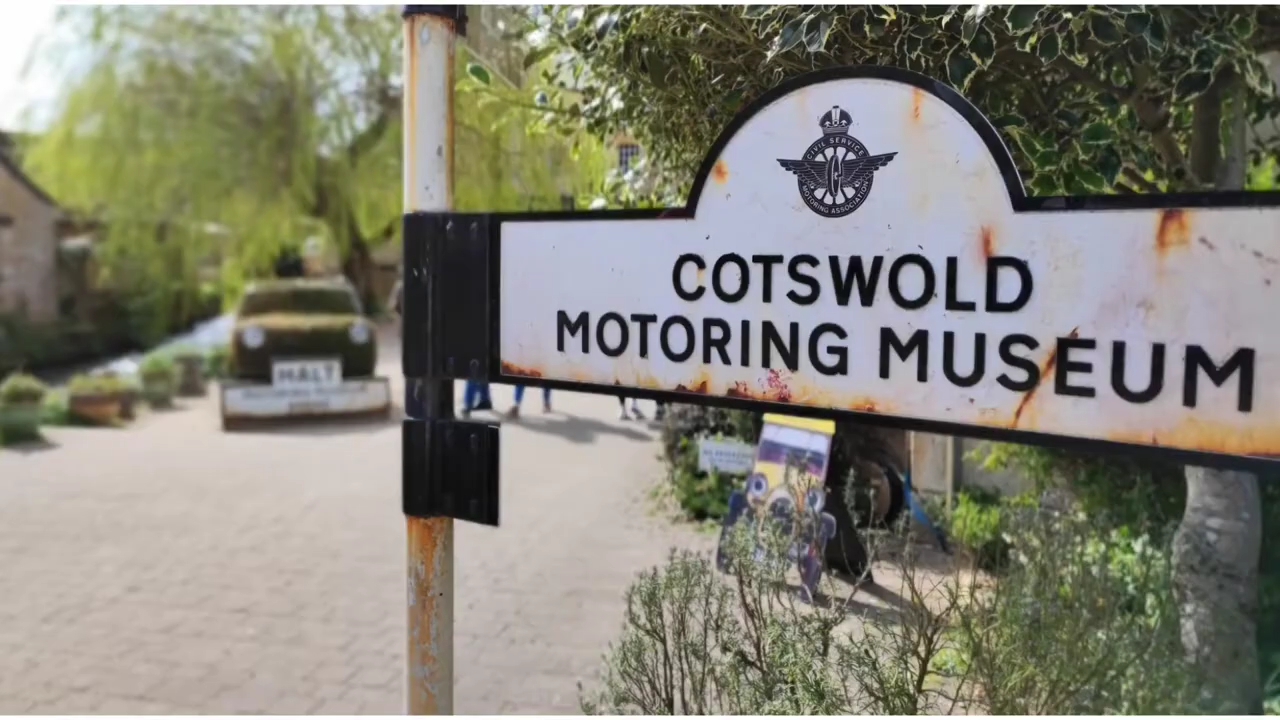 CIVIL SERVICE
MOTORING ASSOCIATION
COTSWOLD
MOTORING MUSEUM
HALT